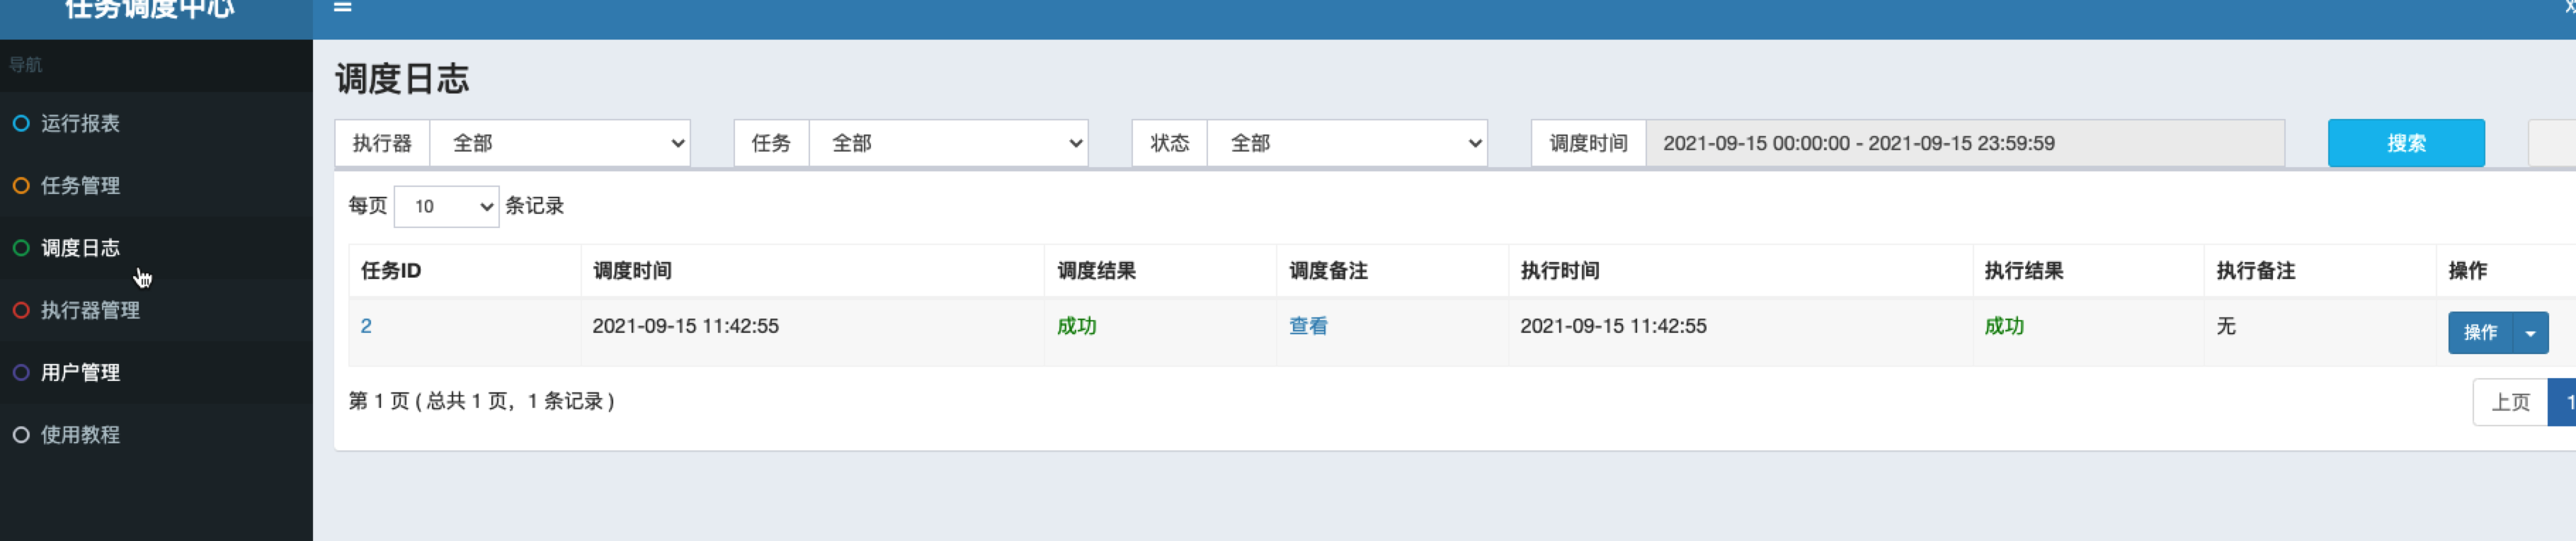 任务调度中心
导航
运行报表
任务管理
调度日志
执行器管理
用户管理
使用教程
调度日志
执行器 全部 任务 全部 状态 全部 调度时间 2021-09-15 00:00:00 - 2021-09-15 23:59:59 搜索
每页 10 条记录
任务ID 调度时间 调度结果 调度备注 执行时间 执行结果 执行备注 操作
2 2021-09-15 11:42:55 成功 查看 2021-09-15 11:42:55 成功 无 操作
第 1 页 ( 总共 1 页，1 条记录 )
上页 1